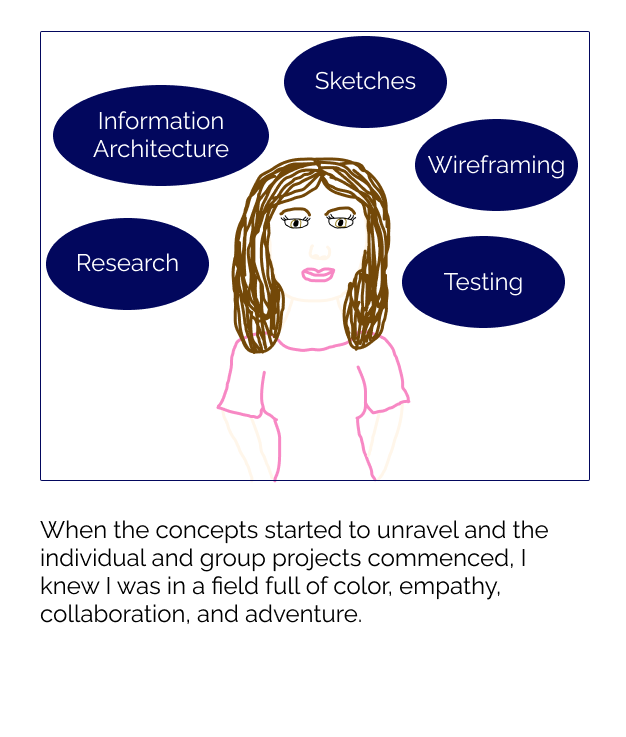 Sketches
Information
Architecture
Wireframing
Research
Testing
When the concepts started to unravel and the
individual and group projects commenced, I
knew I was in a field full of color, empathy,
collaboration, and adventure.